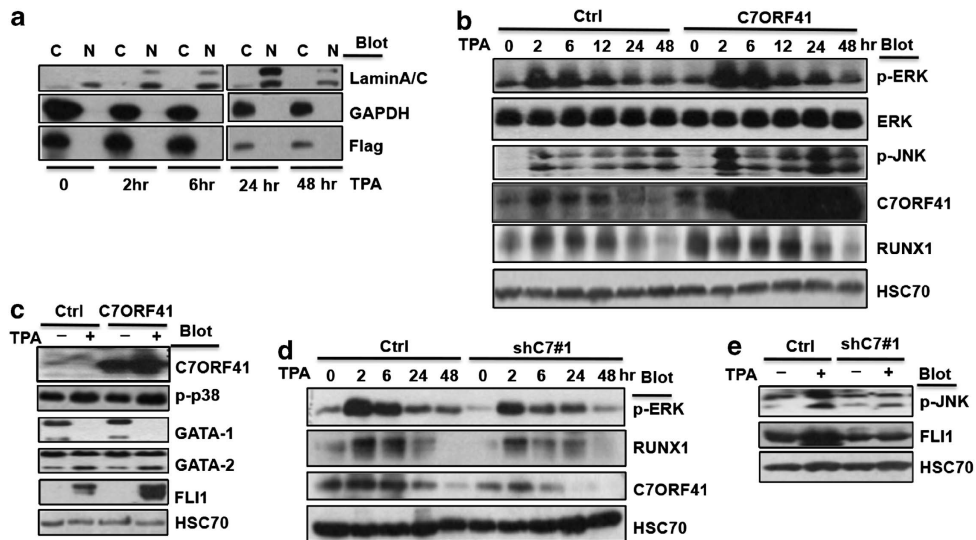 a
C N C N C N C N C N Blot
LaminA/C
GAPDH
Flag
0 2hr 6hr 24 hr 48 hr TPA
b
Ctrl C7ORF41
TPA 0 2 6 12 24 48 0 2 6 12 24 48 hr Blot
p-ERK
ERK
p-JNK
C7ORF41
RUNX1
HSC70
c
Ctrl C7ORF41
TPA – + – + Blot
C7ORF41
p-p38
GATA-1
GATA-2
FLI1
HSC70
d
Ctrl shC7#1
TPA 0 2 6 24 48 0 2 6 24 48 hr Blot
p-ERK
RUNX1
C7ORF41
HSC70
e
Ctrl shC7#1
TPA – + – + Blot
p-JNK
FLI1
HSC70